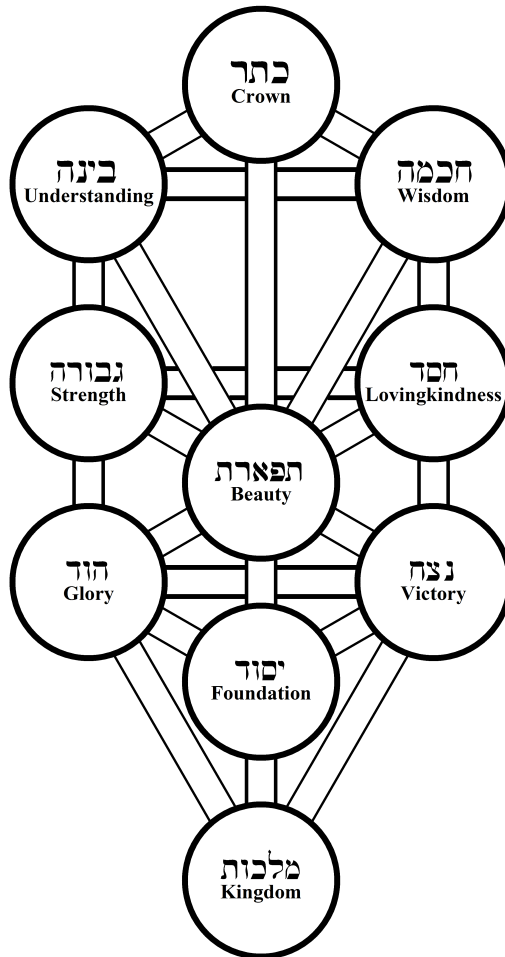 כתר
Crown
בינה
Understanding
חכמה
Wisdom
גבורה
Strength
חסד
Lovingkindness
תפארת
Beauty
הוד
Glory
נצח
Victory
יסוד
Foundation
מלכות
Kingdom